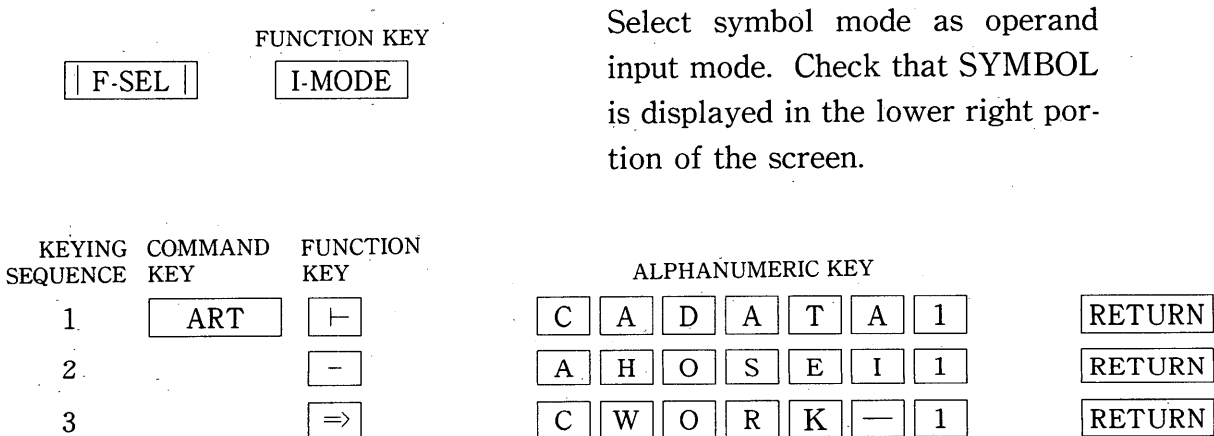 Select symbol mode as operand
FUNCTION KEY
input mode. Check that SYMBOL
F-SEL I-MODE
is displayed in the lower right por-
tion of the screen.
KEYING COMMAND FUNCTION
SEQUENCE KEY KEY ALPHANUMERIC KEY
1 ART ⊢ C A D A T A 1 RETURN
2 − A H O S E I 1 RETURN
3 => C W O R K — 1 RETURN